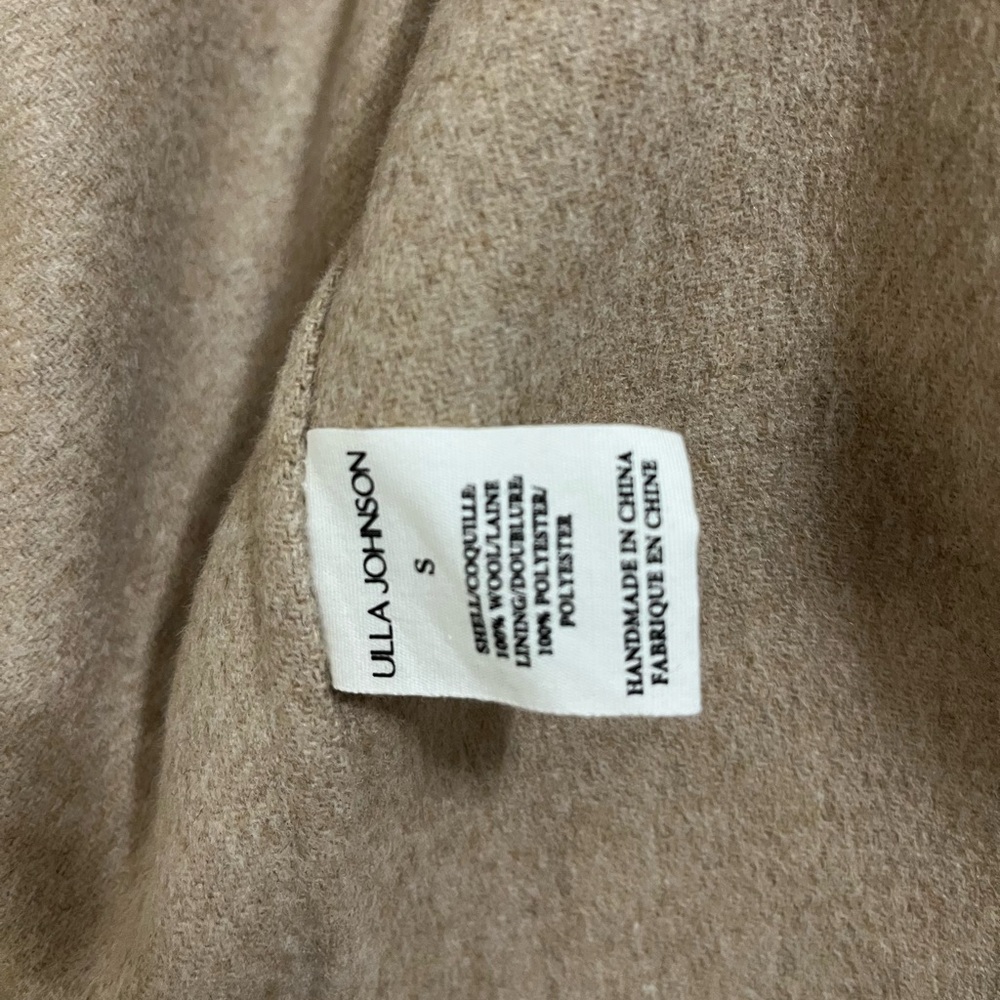 ULLA JOHNSON
S
SHELL/COQUILLE:
100% WOOL/LAINE
LINING/DOUBLURE:
100% POLYESTER/
POLYESTER
HANDMADE IN CHINA
FABRIQUE EN CHINE